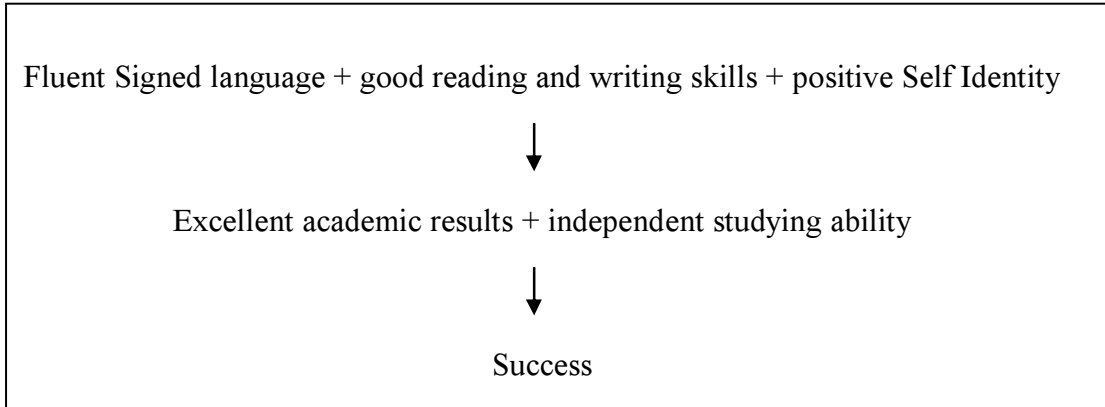 Fluent Signed language + good reading and writing skills + positive Self Identity
Excellent academic results + independent studying ability
Success